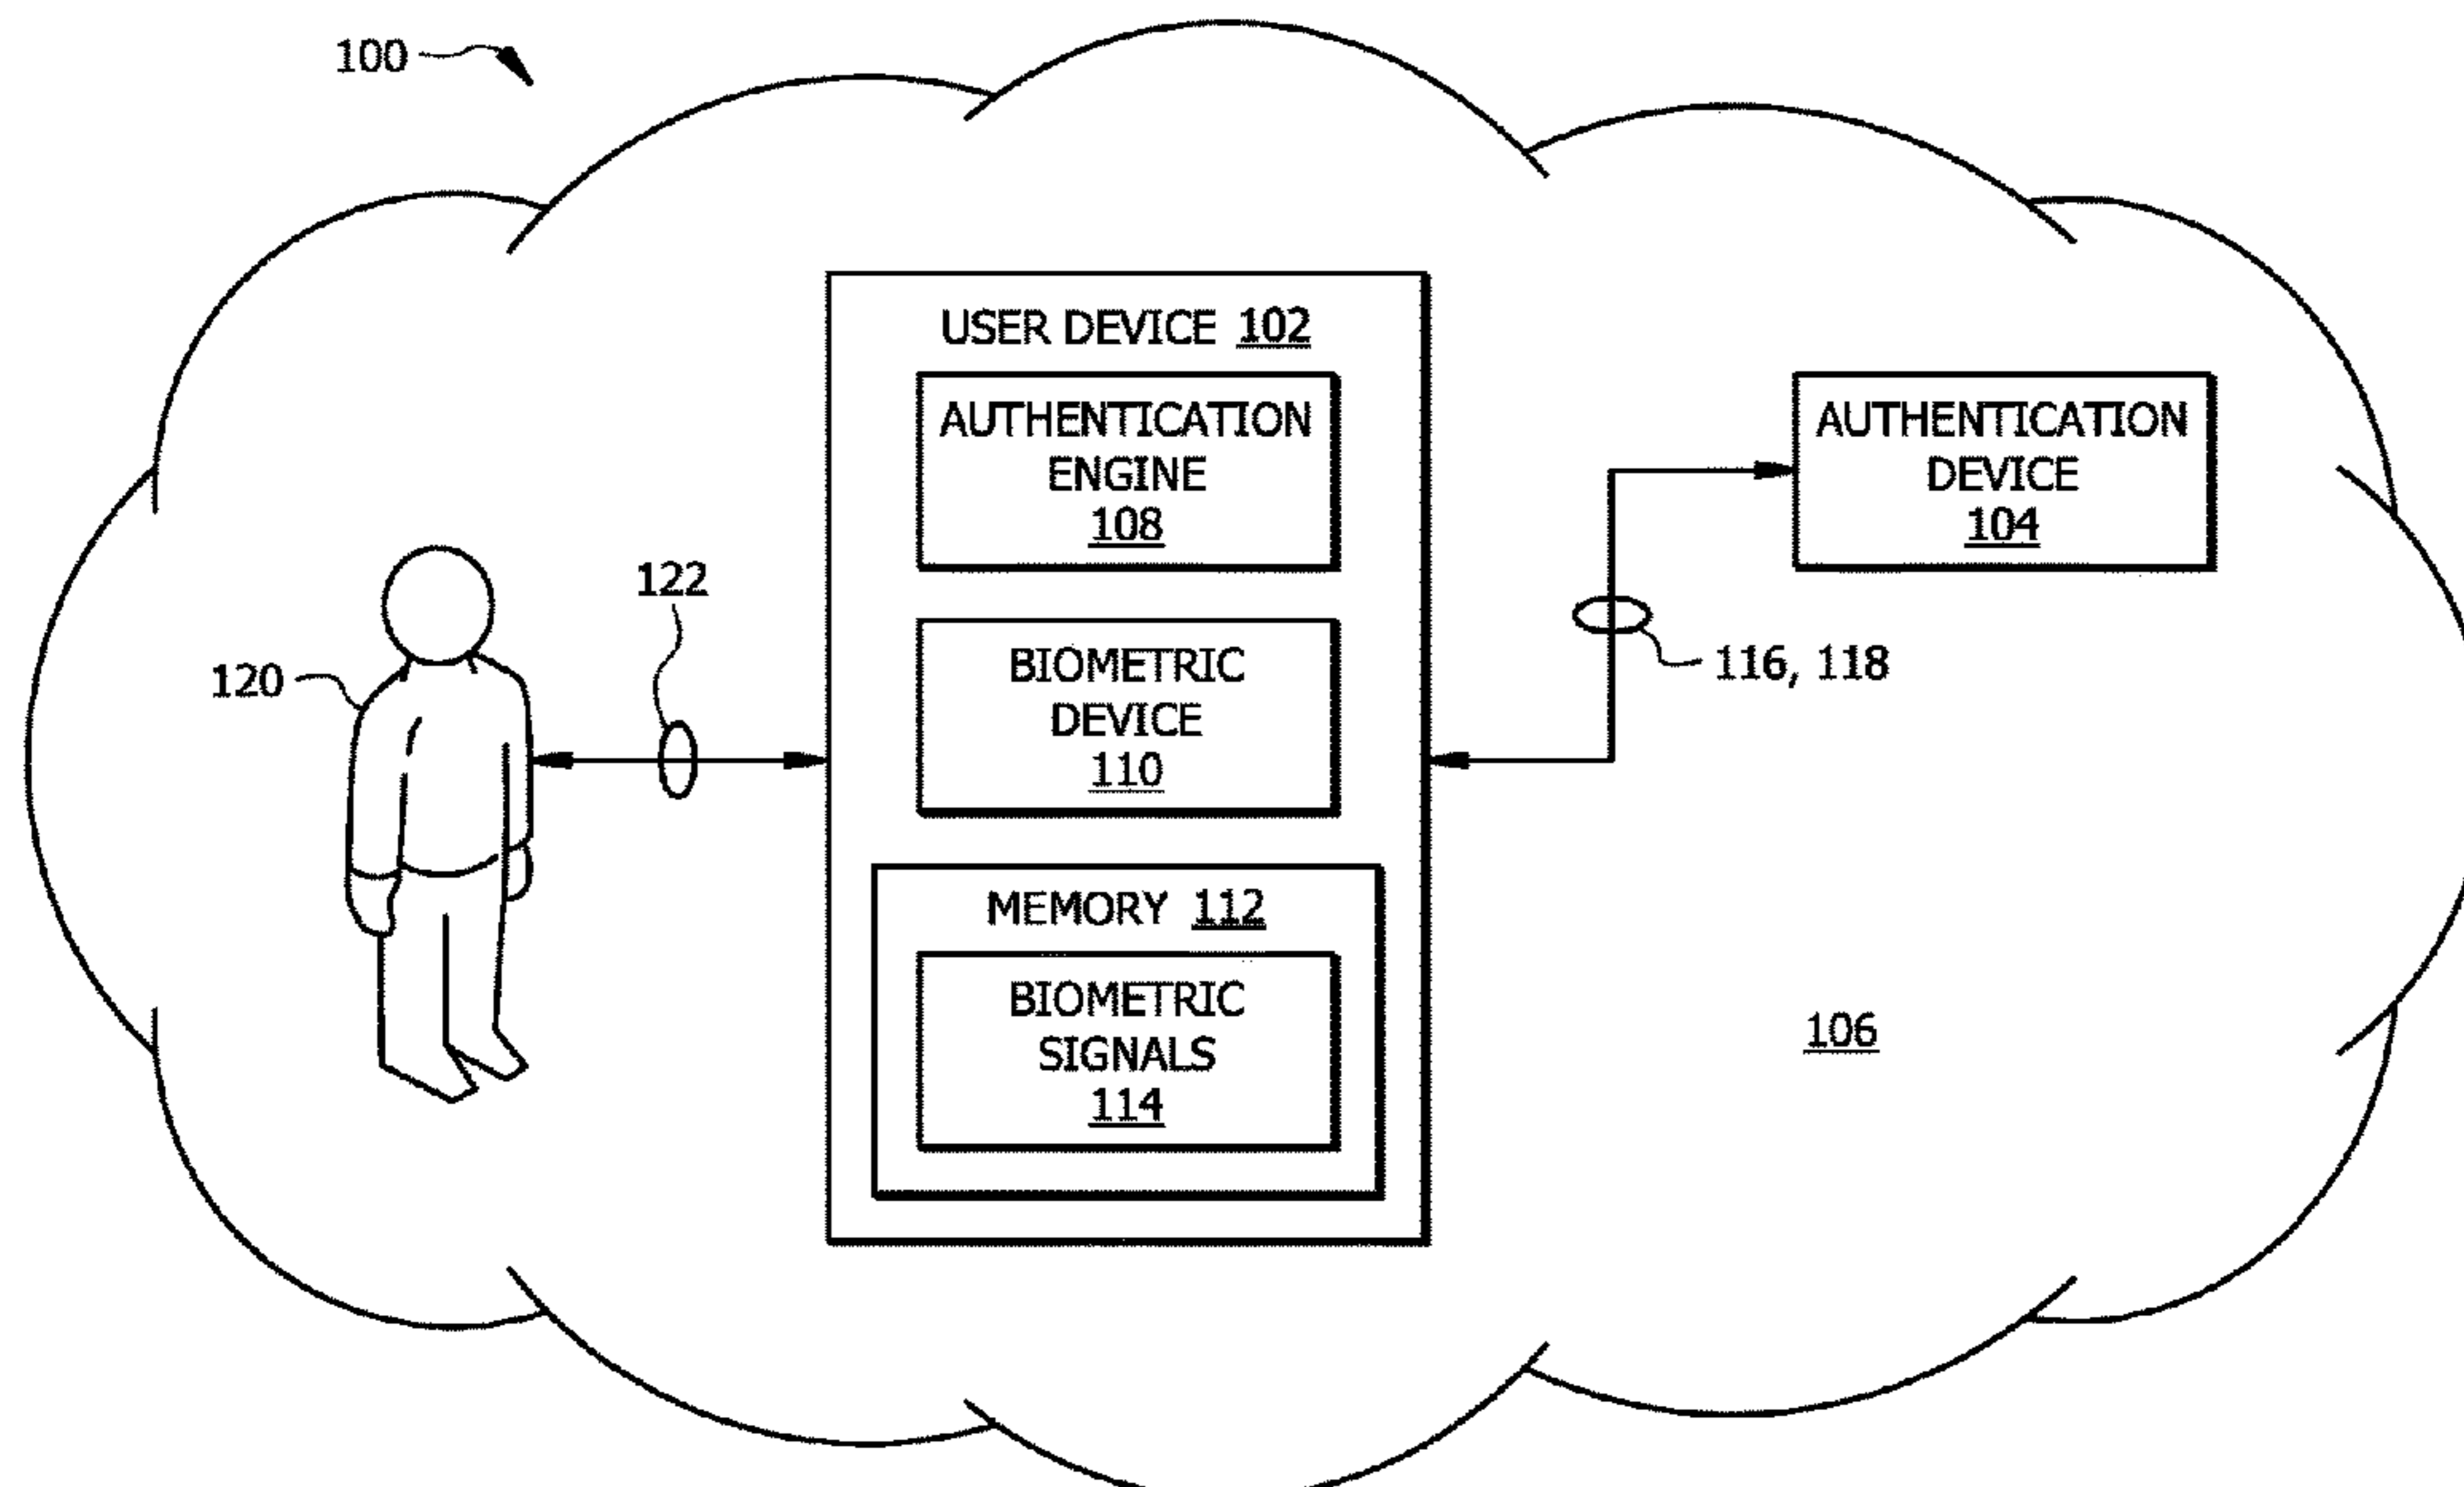 100
USER DEVICE 102
AUTHENTICATION
ENGINE
108
AUTHENTICATION
DEVICE
104
122
BIOMETRIC
DEVICE
110
120
116, 118
MEMORY 112
BIOMETRIC
SIGNALS
114
106